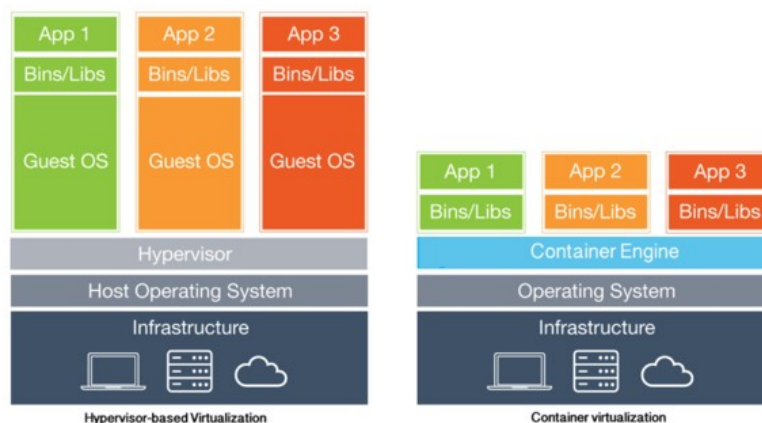 App 1
App 2
App 3
Bins/Libs
Bins/Libs
Bins/Libs
Guest OS
Guest OS
Guest OS
Hypervisor
Host Operating System
Infrastructure
Hypervisor-based Virtualization
App 1
App 2
App 3
Bins/Libs
Bins/Libs
Bins/Libs
Container Engine
Operating System
Infrastructure
Container virtualization